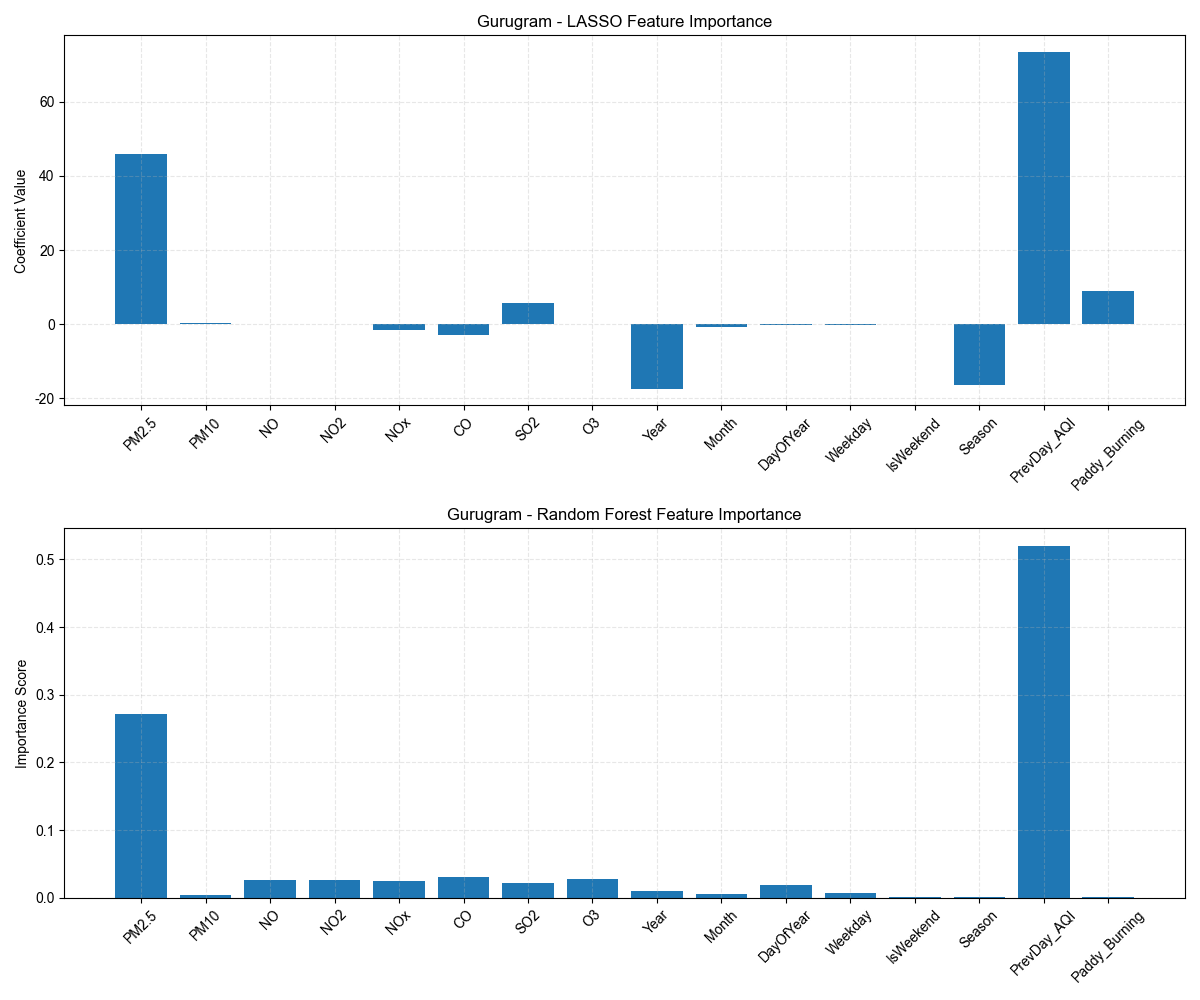 Gurugram - LASSO Feature Importance
Coefficient Value
60
40
20
0
-20
PM2.5
PM10
NO
NO2
NOx
CO
SO2
O3
Year
Month
DayOfYear
Weekday
IsWeekend
Season
PrevDay_AQI
Paddy_Burning
Gurugram - Random Forest Feature Importance
Importance Score
0.5
0.4
0.3
0.2
0.1
0.0
PM2.5
PM10
NO
NO2
NOx
CO
SO2
O3
Year
Month
DayOfYear
Weekday
IsWeekend
Season
PrevDay_AQI
Paddy_Burning